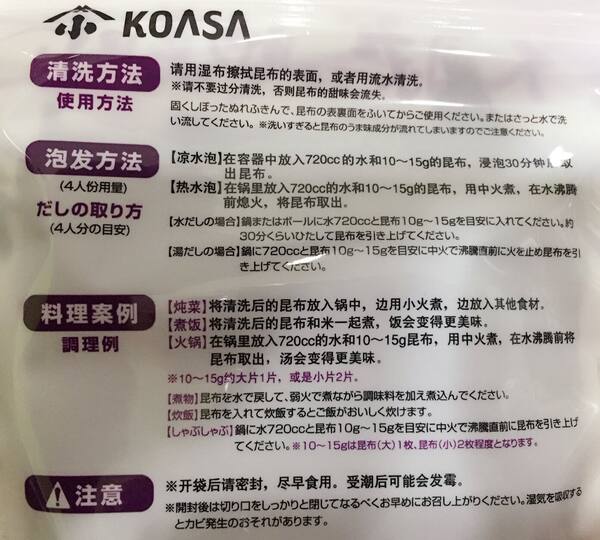 KOASA
清洗方法
使用方法
请用湿布擦拭昆布的表面，或者用流水清洗。
※请不要过分清洗，否则昆布的甜味会流失。
固くしぼったぬれふきんで、昆布の表裏面をふいてからご使用ください。またはさっと水で洗
い流してください。※洗いすぎると昆布のうま味成分が流れてしまいますのでご注意ください。
泡发方法
(4人份用量)
だしの取り方
(4人分の目安)
【凉水泡】在容器中放入720cc的水和10〜15g的昆布，浸泡30分钟后取
出昆布。
【热水泡】在锅里放入720cc的水和10〜15g的昆布，用中火煮，在水沸腾
前熄火，将昆布取出。
【水だしの場合】鍋またはボールに水720ccと昆布10g〜15gを目安に入れてください。約
30分くらいひたして昆布を引き上げてください。
【湯だしの場合】鍋に720ccと昆布10g〜15gを目安に中火で沸騰直前に火を止め昆布を引
き上げてください。
料理案例
調理例
【炖菜】将清洗后的昆布放入锅中，边用小火煮，边放入其他食材。
【煮饭】将清洗后的昆布和米一起煮，饭会变得更美味。
【火锅】在锅里放入720cc的水和10〜15g昆布，用中火煮，在水沸腾前将
昆布取出，汤会变得更美味。
※10〜15g约大片1片，或是小片2片。
【煮物】昆布を水で戻して、弱火で煮ながら調味料を加え煮込んでください。
【炊飯】昆布を入れて炊飯するとご飯がおいしく炊けます。
【しゃぶしゃぶ】鍋に水720ccと昆布10g〜15gを目安に中火で沸騰直前に昆布を引き上げ
てください。※10〜15gは昆布(大)1枚、昆布(小)2枚程度となります。
注意
※开袋后请密封，尽早食用。受潮后可能会发霉。
※開封後は切り口をしっかりと閉じてなるべくお早めにお召し上がりください。湿気を吸収する
とカビ発生のおそれがあります。